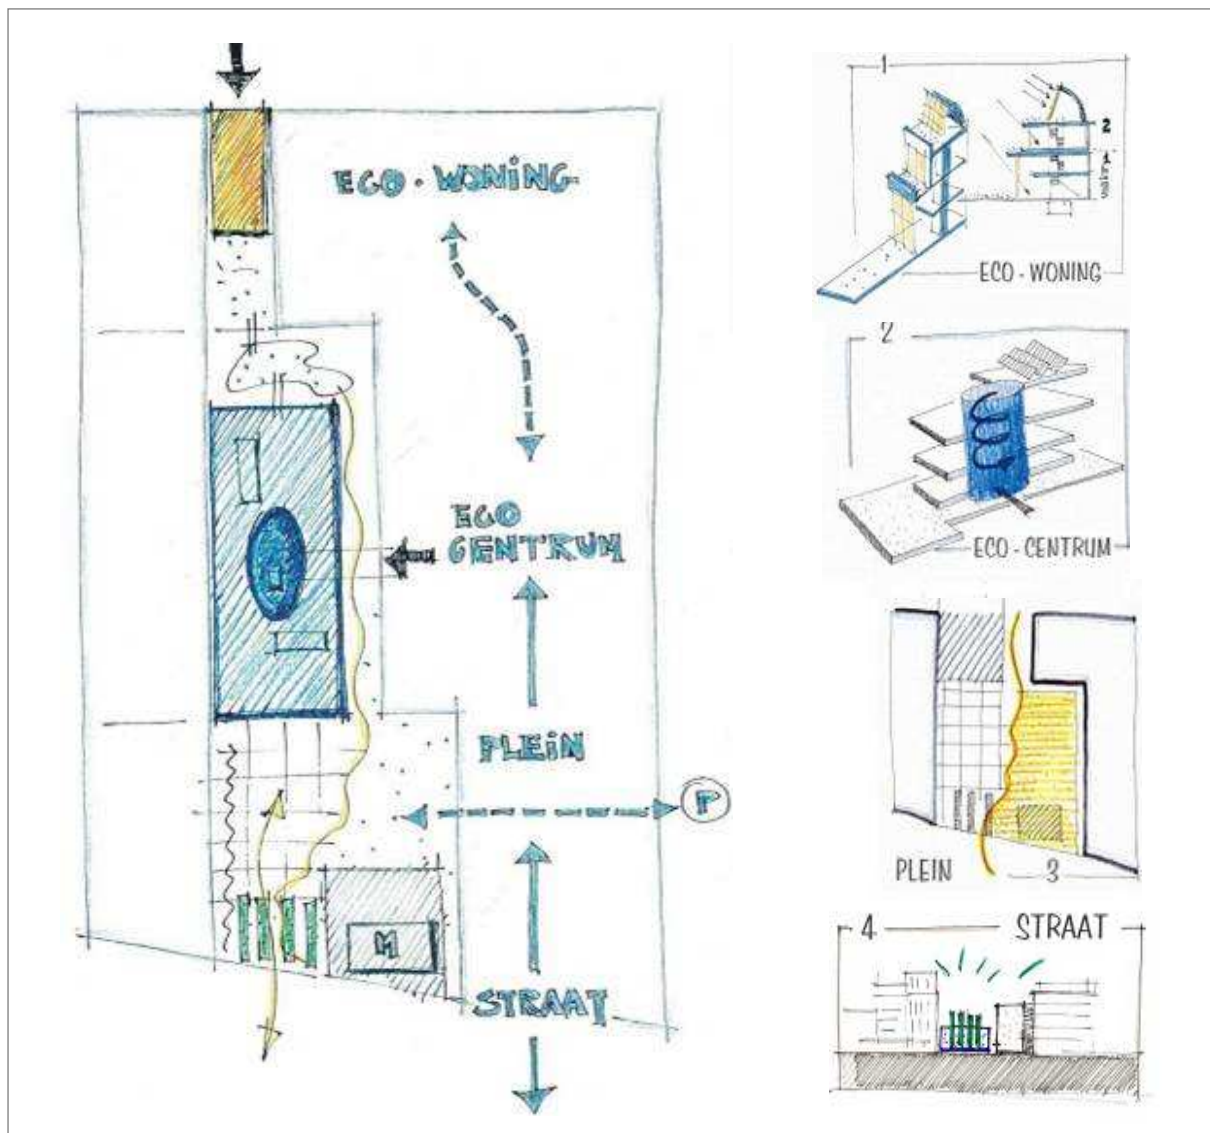 ECO . WONiNG
ECO
CENTRUM
PLEiN
P
M
STRAAT
1
2
ECO . WONING
2
ECO - CENTRUM
PLEIN
3
4
STRAAT